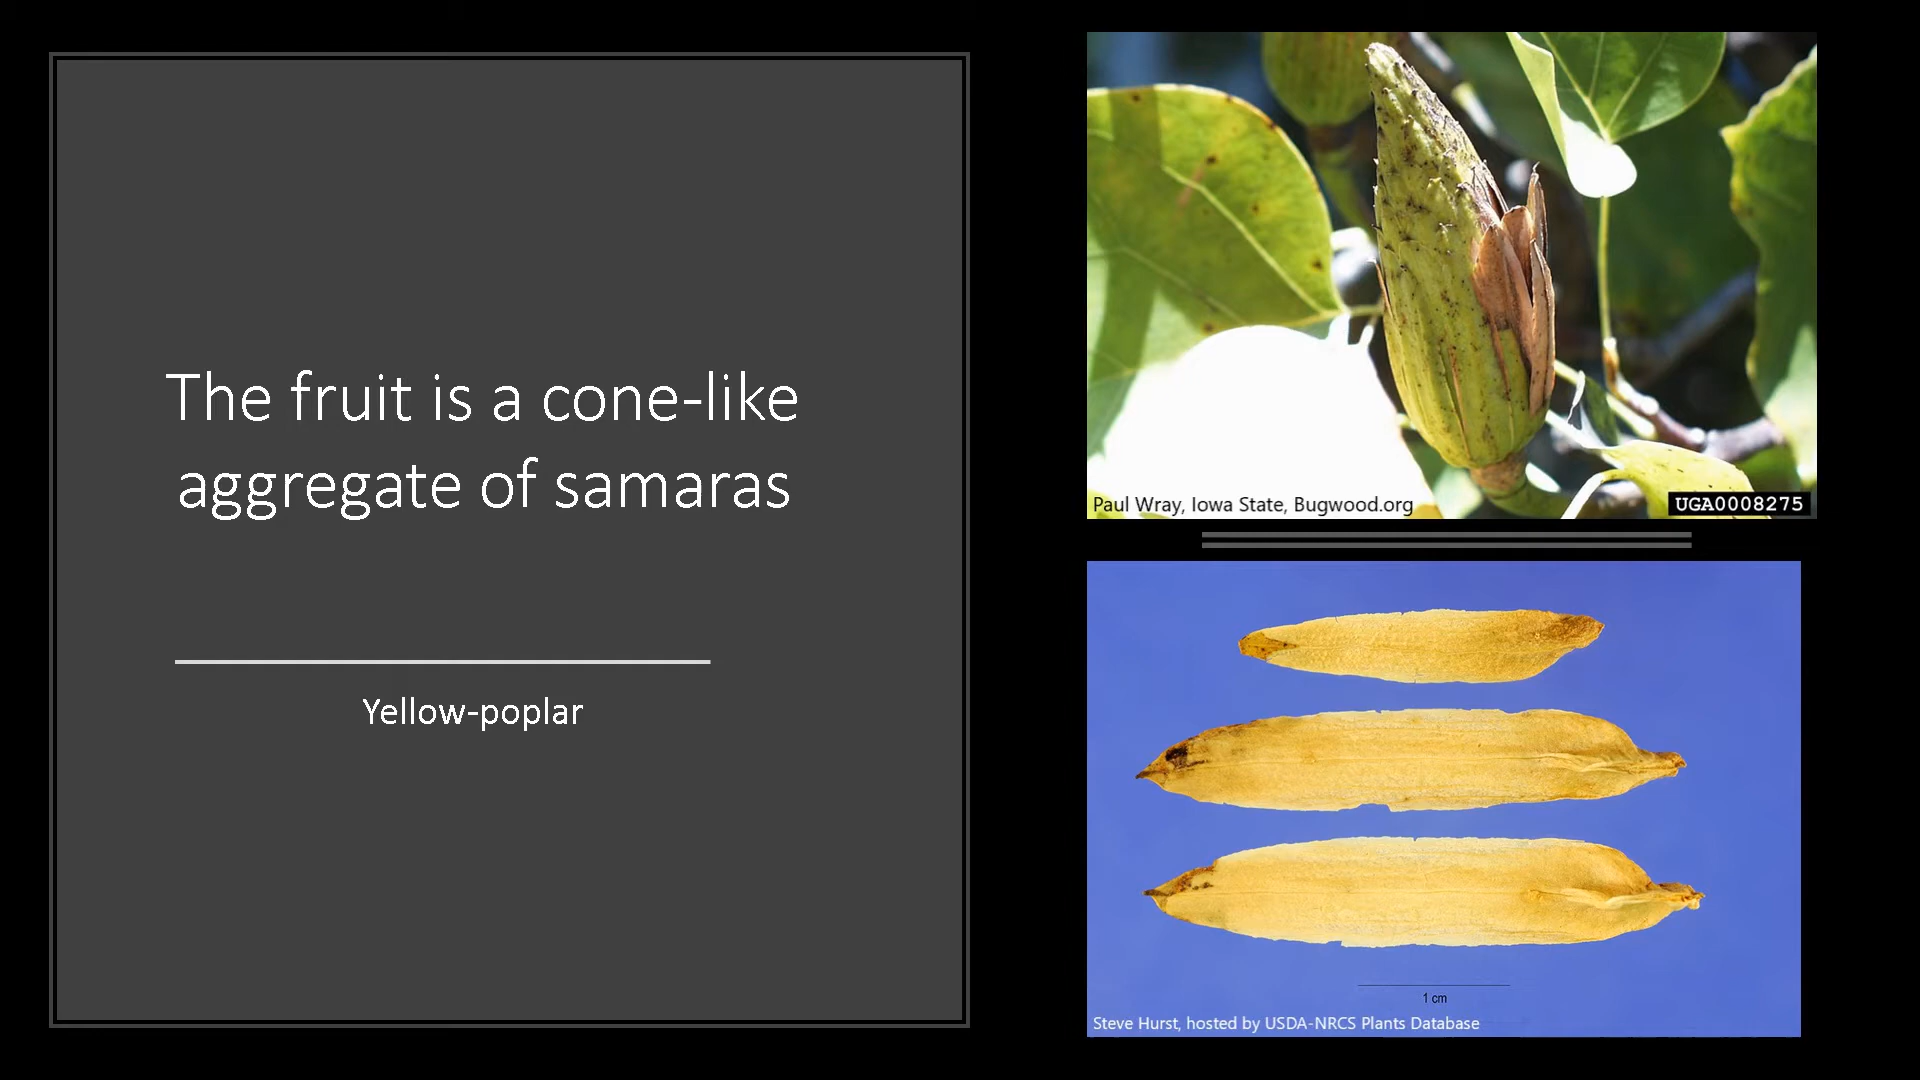 The fruit is a cone-like
aggregate of samaras
Yellow-poplar
Paul Wray, Iowa State, Bugwood.org
UGA0008275
1 cm
Steve Hurst, hosted by USDA-NRCS Plants Database